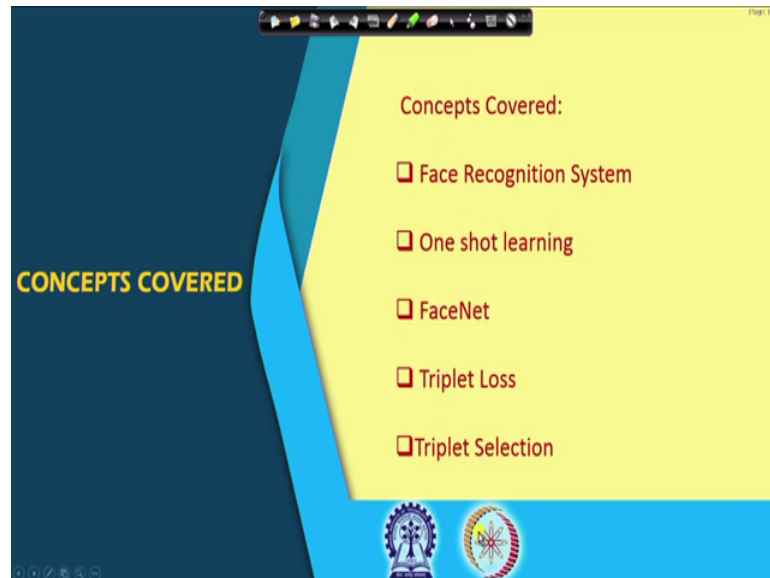 CONCEPTS COVERED
Concepts Covered:
Face Recognition System
One shot learning
FaceNet
Triplet Loss
Triplet Selection